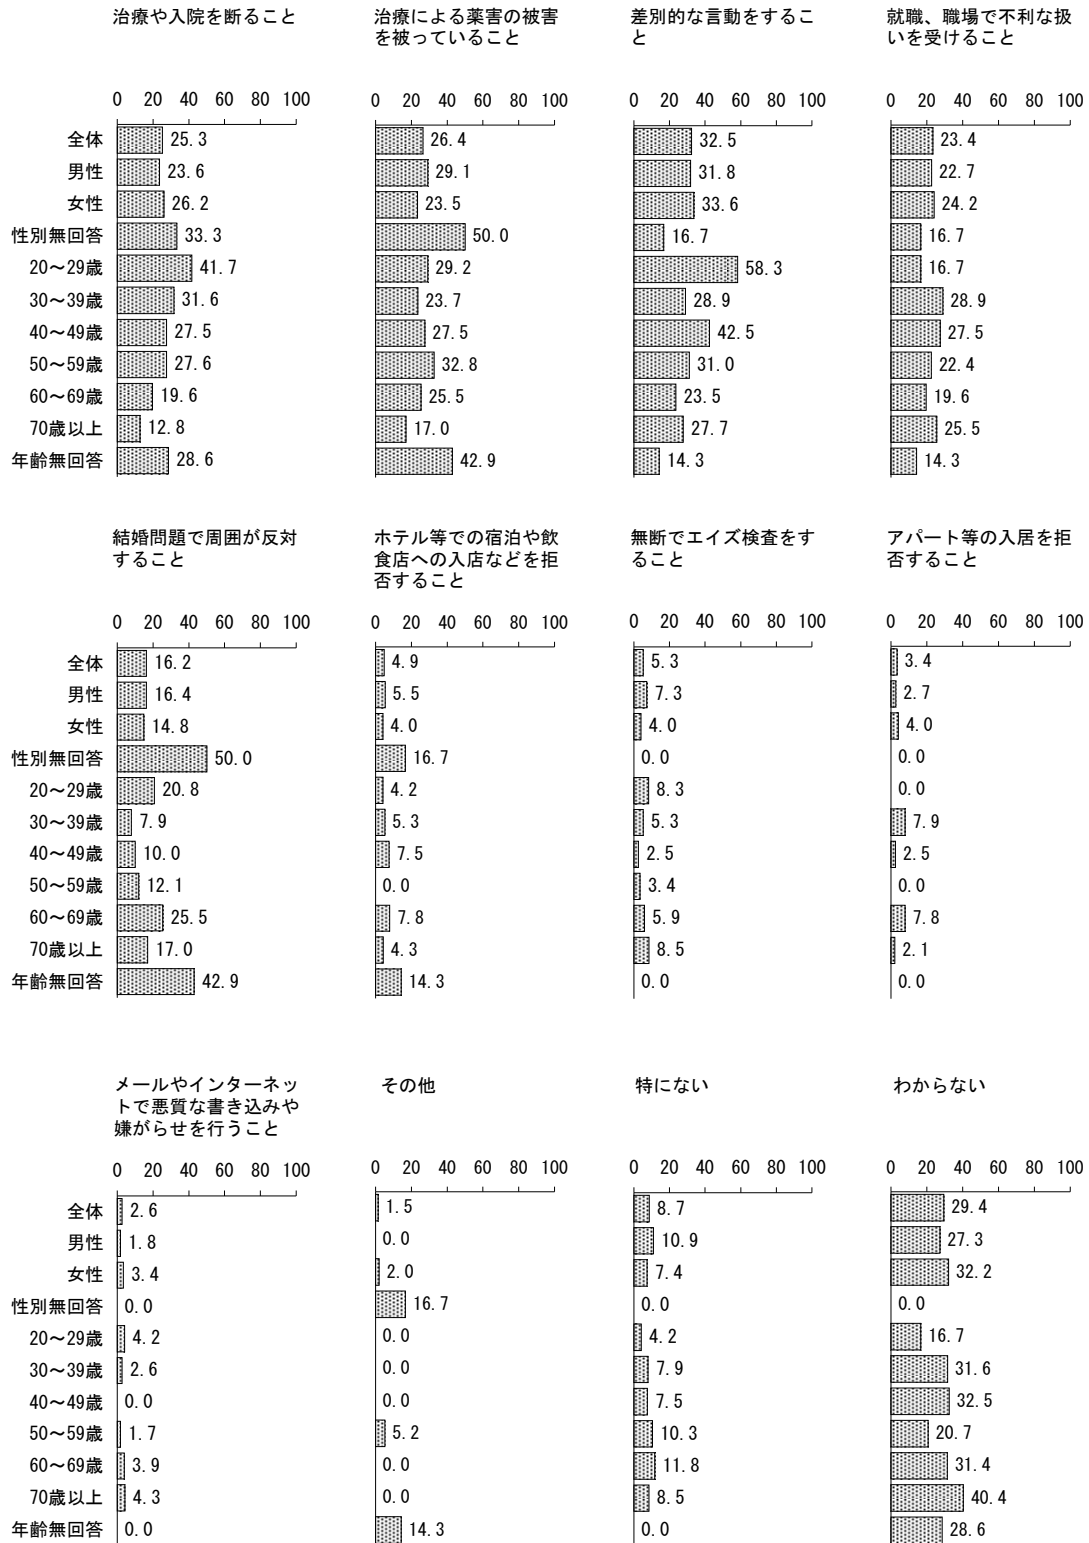 治療や入院を断ること
治療による薬害の被害
を被っていること
差別的な言動をするこ
と
就職、職場で不利な扱
いを受けること
0 20 40 60 80 100 0 20 40 60 80 100 0 20 40 60 80 100 0 20 40 60 80 100
全体 25.3 26.4 32.5 23.4
男性 23.6 29.1 31.8 22.7
女性 26.2 23.5 33.6 24.2
性別無回答 33.3 50.0 16.7 16.7
20～29歳 41.7 29.2 58.3 16.7
30～39歳 31.6 23.7 28.9 28.9
40～49歳 27.5 27.5 42.5 27.5
50～59歳 27.6 32.8 31.0 22.4
60～69歳 19.6 25.5 23.5 19.6
70歳以上 12.8 17.0 27.7 25.5
年齢無回答 28.6 42.9 14.3 14.3
結婚問題で周囲が反対
すること
ホテル等での宿泊や飲
食店への入店などを拒
否すること
無断でエイズ検査をす
ること
アパート等の入居を拒
否すること
0 20 40 60 80 100 0 20 40 60 80 100 0 20 40 60 80 100 0 20 40 60 80 100
全体 16.2 4.9 5.3 3.4
男性 16.4 5.5 7.3 2.7
女性 14.8 4.0 4.0 4.0
性別無回答 50.0 16.7 0.0 0.0
20～29歳 20.8 4.2 8.3 0.0
30～39歳 7.9 5.3 5.3 7.9
40～49歳 10.0 7.5 2.5 2.5
50～59歳 12.1 0.0 3.4 0.0
60～69歳 25.5 7.8 5.9 7.8
70歳以上 17.0 4.3 8.5 2.1
年齢無回答 42.9 14.3 0.0 0.0
メールやインターネッ
トで悪質な書き込みや
嫌がらせを行うこと
その他
特にない
わからない
0 20 40 60 80 100 0 20 40 60 80 100 0 20 40 60 80 100 0 20 40 60 80 100
全体 2.6 1.5 8.7 29.4
男性 1.8 0.0 10.9 27.3
女性 3.4 2.0 7.4 32.2
性別無回答 0.0 16.7 0.0 0.0
20～29歳 4.2 0.0 4.2 16.7
30～39歳 2.6 0.0 7.9 31.6
40～49歳 0.0 0.0 7.5 32.5
50～59歳 1.7 5.2 10.3 20.7
60～69歳 3.9 0.0 11.8 31.4
70歳以上 4.3 0.0 8.5 40.4
年齢無回答 0.0 14.3 0.0 28.6